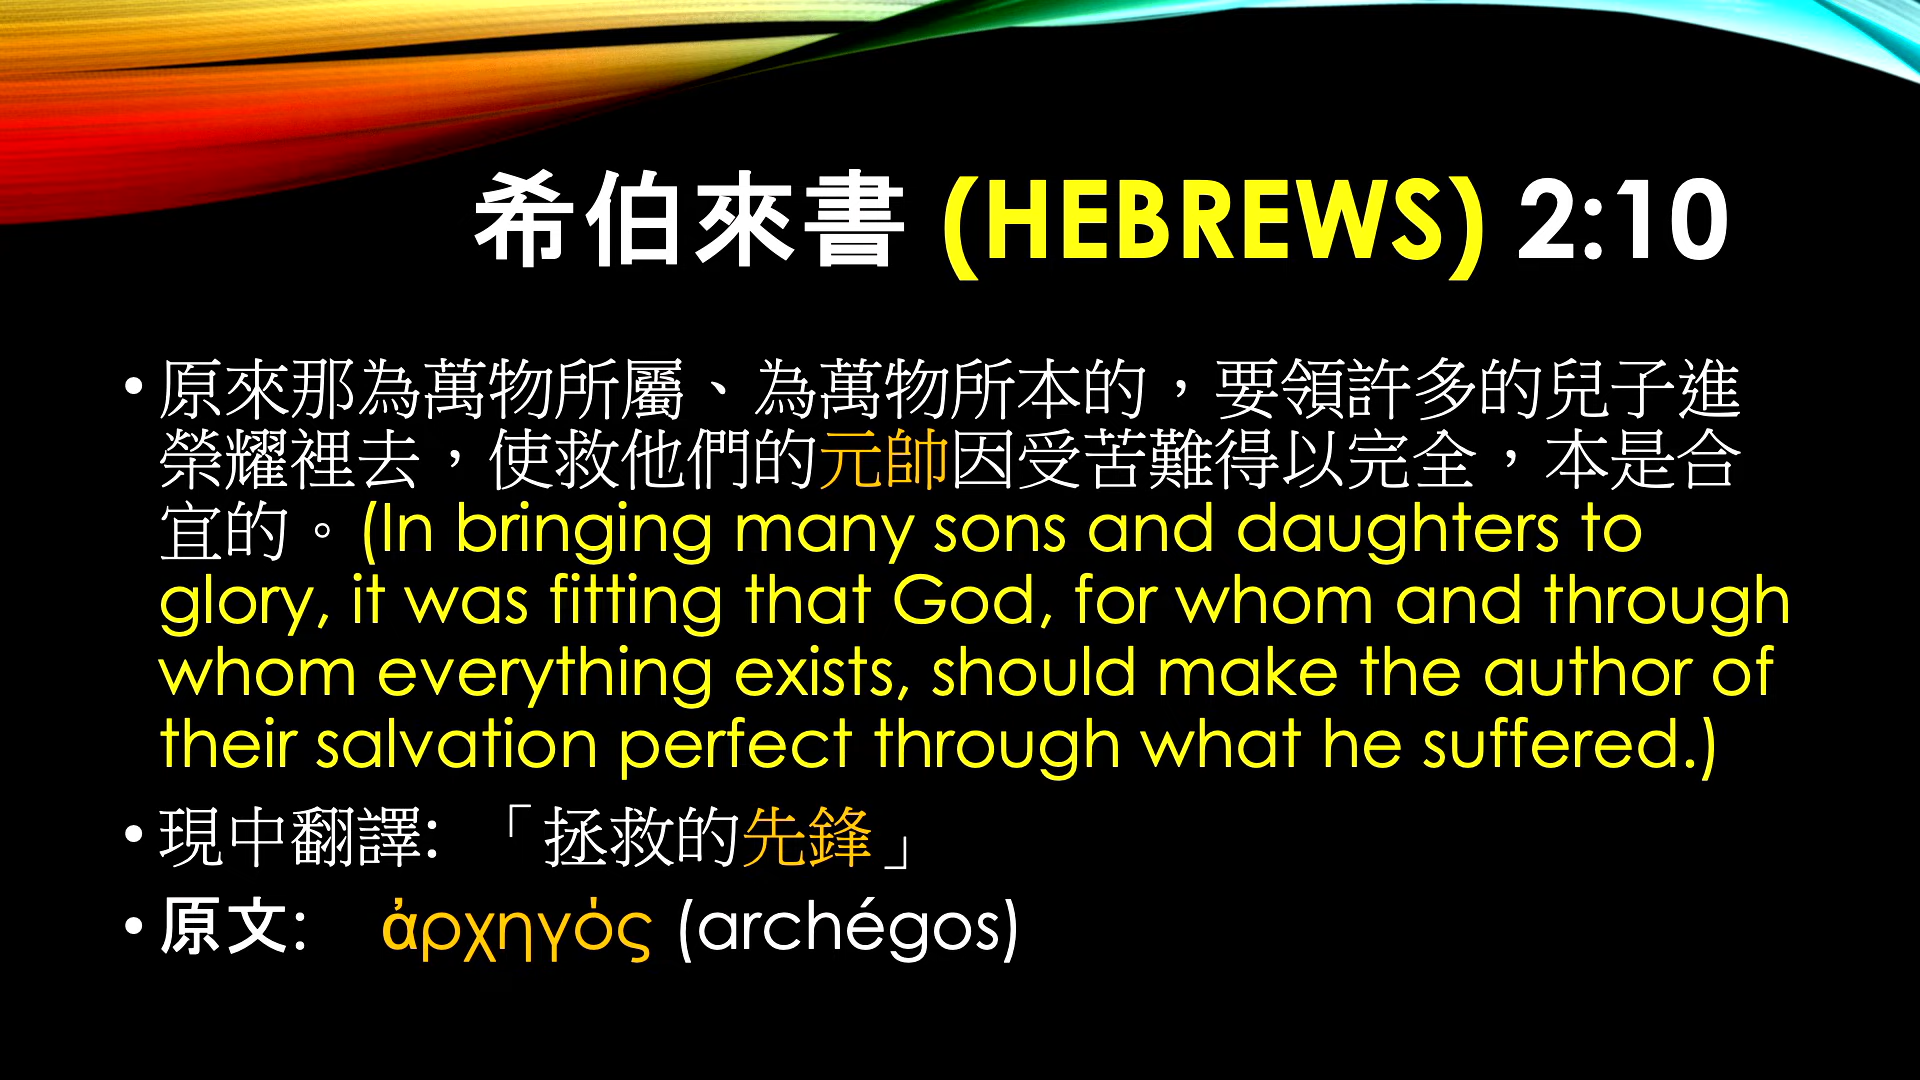 希伯來書 (HEBREWS) 2:10
• 原來那為萬物所屬、為萬物所本的，要領許多的兒子進
榮耀裡去，使救他們的元帥因受苦難得以完全，本是合
宜的。(In bringing many sons and daughters to
glory, it was fitting that God, for whom and through
whom everything exists, should make the author of
their salvation perfect through what he suffered.)
• 現中翻譯: 「拯救的先鋒」
• 原文: ἀρχηγός (archégos)